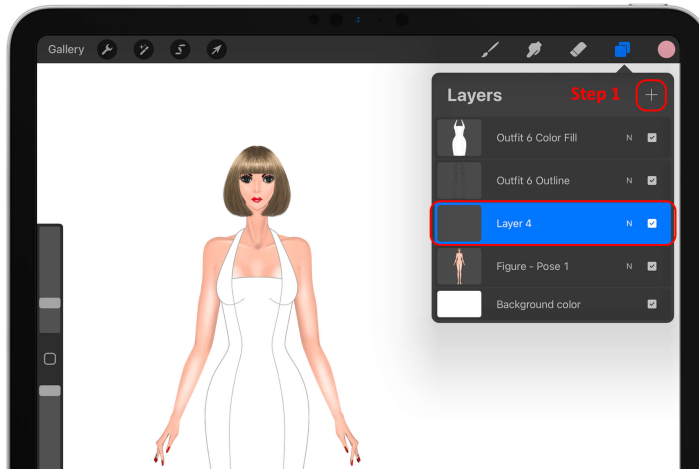 Gallery
Layers
Step 1
Outfit 6 Color Fill N
Outfit 6 Outline N
Layer 4 N
Figure - Pose 1 N
Background color